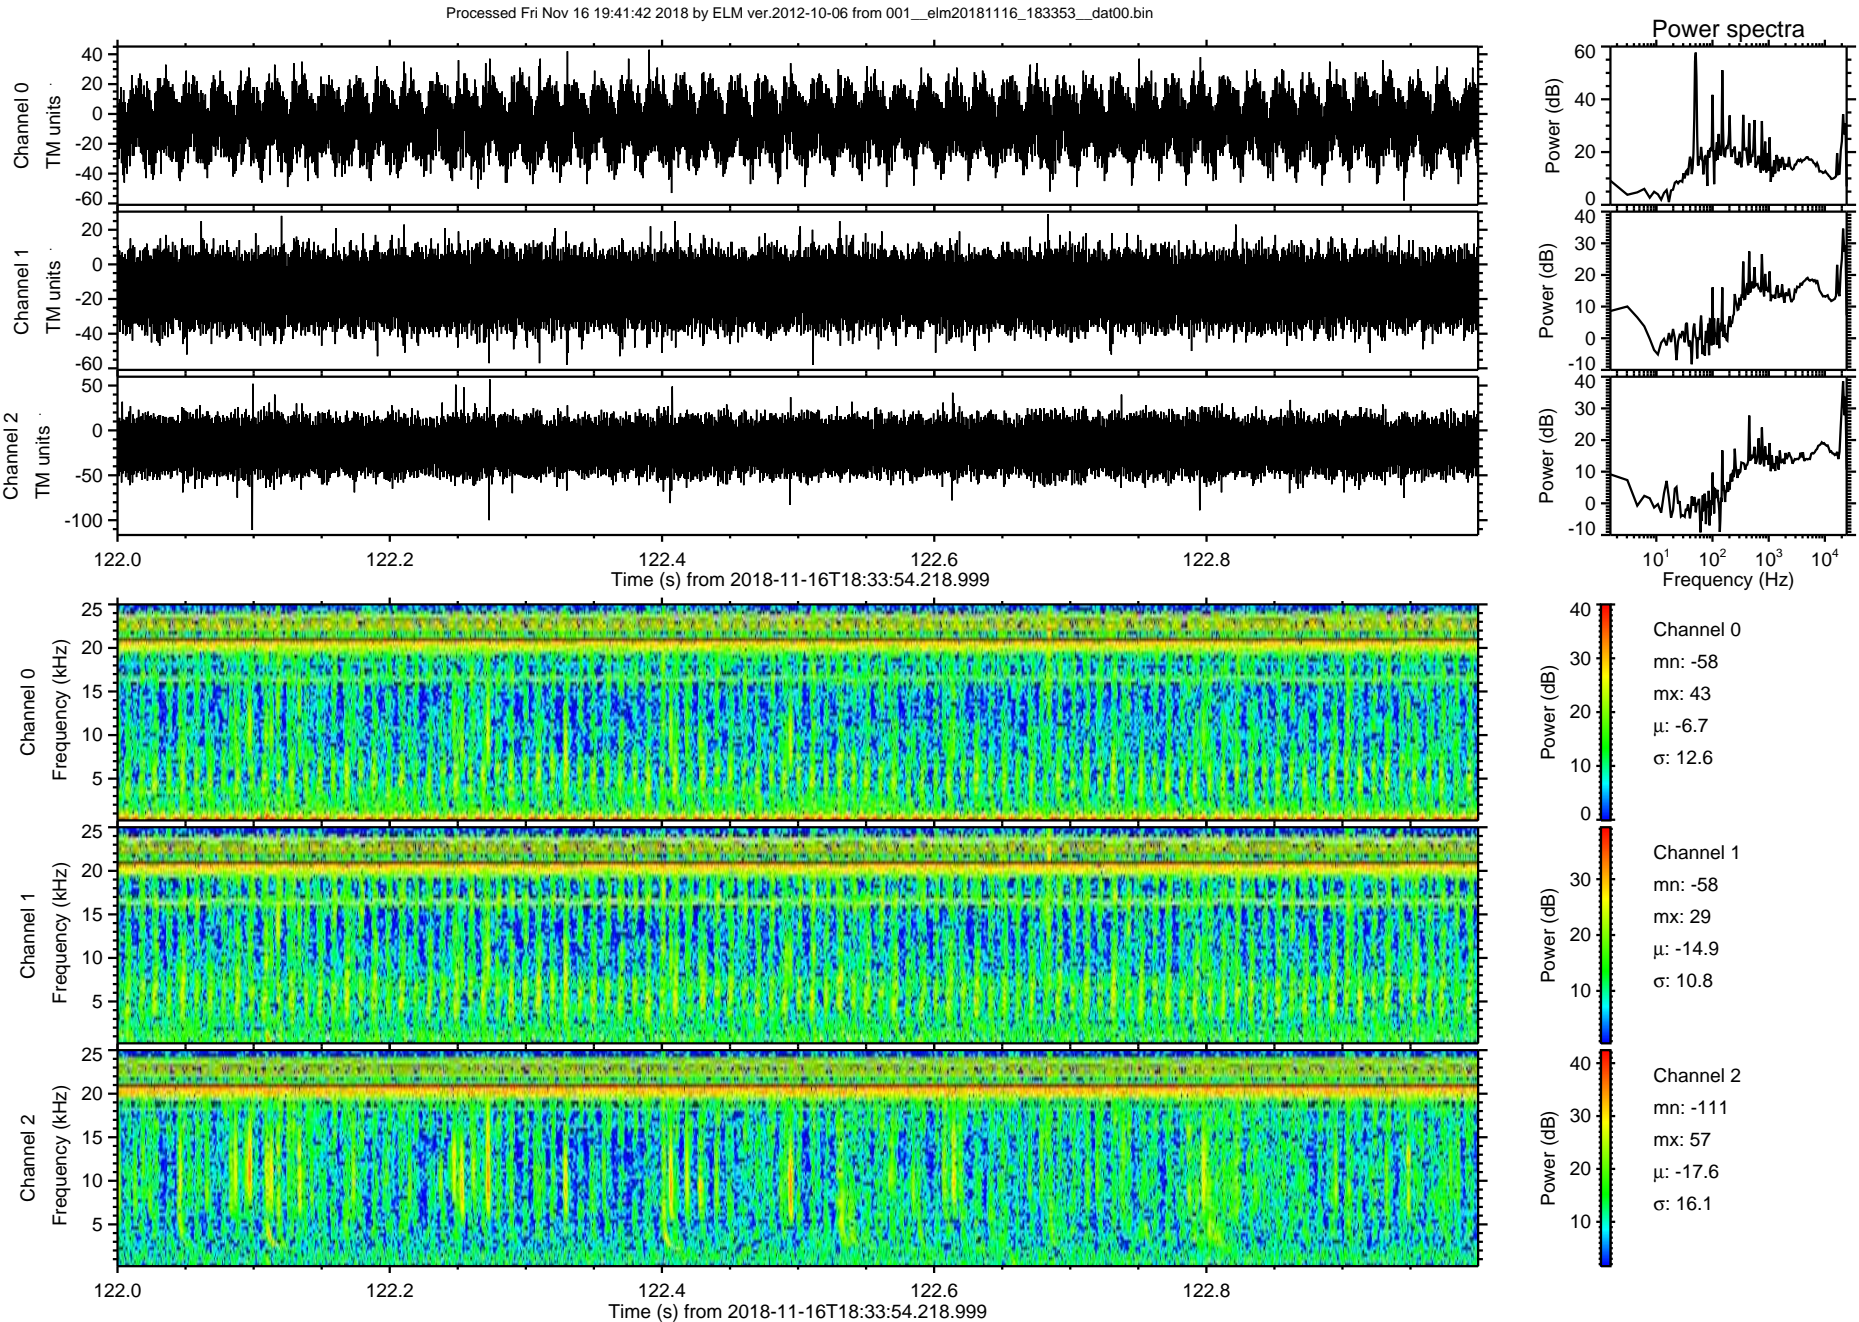 Processed Fri Nov 16 19:41:42 2018 by ELM ver.2012-10-06 from 001__elm20181116_183353__dat00.bin
Power spectra
Channel 0
TM units
40
20
0
-20
-40
-60
Power (dB)
60
40
20
0
Channel 1
TM units
20
0
-20
-40
-60
Power (dB)
40
30
20
10
0
-10
Channel 2
TM units
50
0
-50
-100
Power (dB)
40
30
20
10
0
-10
122.0 122.2 122.4 122.6 122.8
Time (s) from 2018-11-16T18:33:54.218.999
10^1 10^2 10^3 10^4
Frequency (Hz)
Channel 0
Frequency (kHz)
25
20
15
10
5
Power (dB)
40
30
20
10
0
Channel 0
mn: -58
mx: 43
μ: -6.7
σ: 12.6
Channel 1
Frequency (kHz)
25
20
15
10
5
Power (dB)
30
20
10
Channel 1
mn: -58
mx: 29
μ: -14.9
σ: 10.8
Channel 2
Frequency (kHz)
25
20
15
10
5
Power (dB)
40
30
20
10
Channel 2
mn: -111
mx: 57
μ: -17.6
σ: 16.1
122.0 122.2 122.4 122.6 122.8
Time (s) from 2018-11-16T18:33:54.218.999